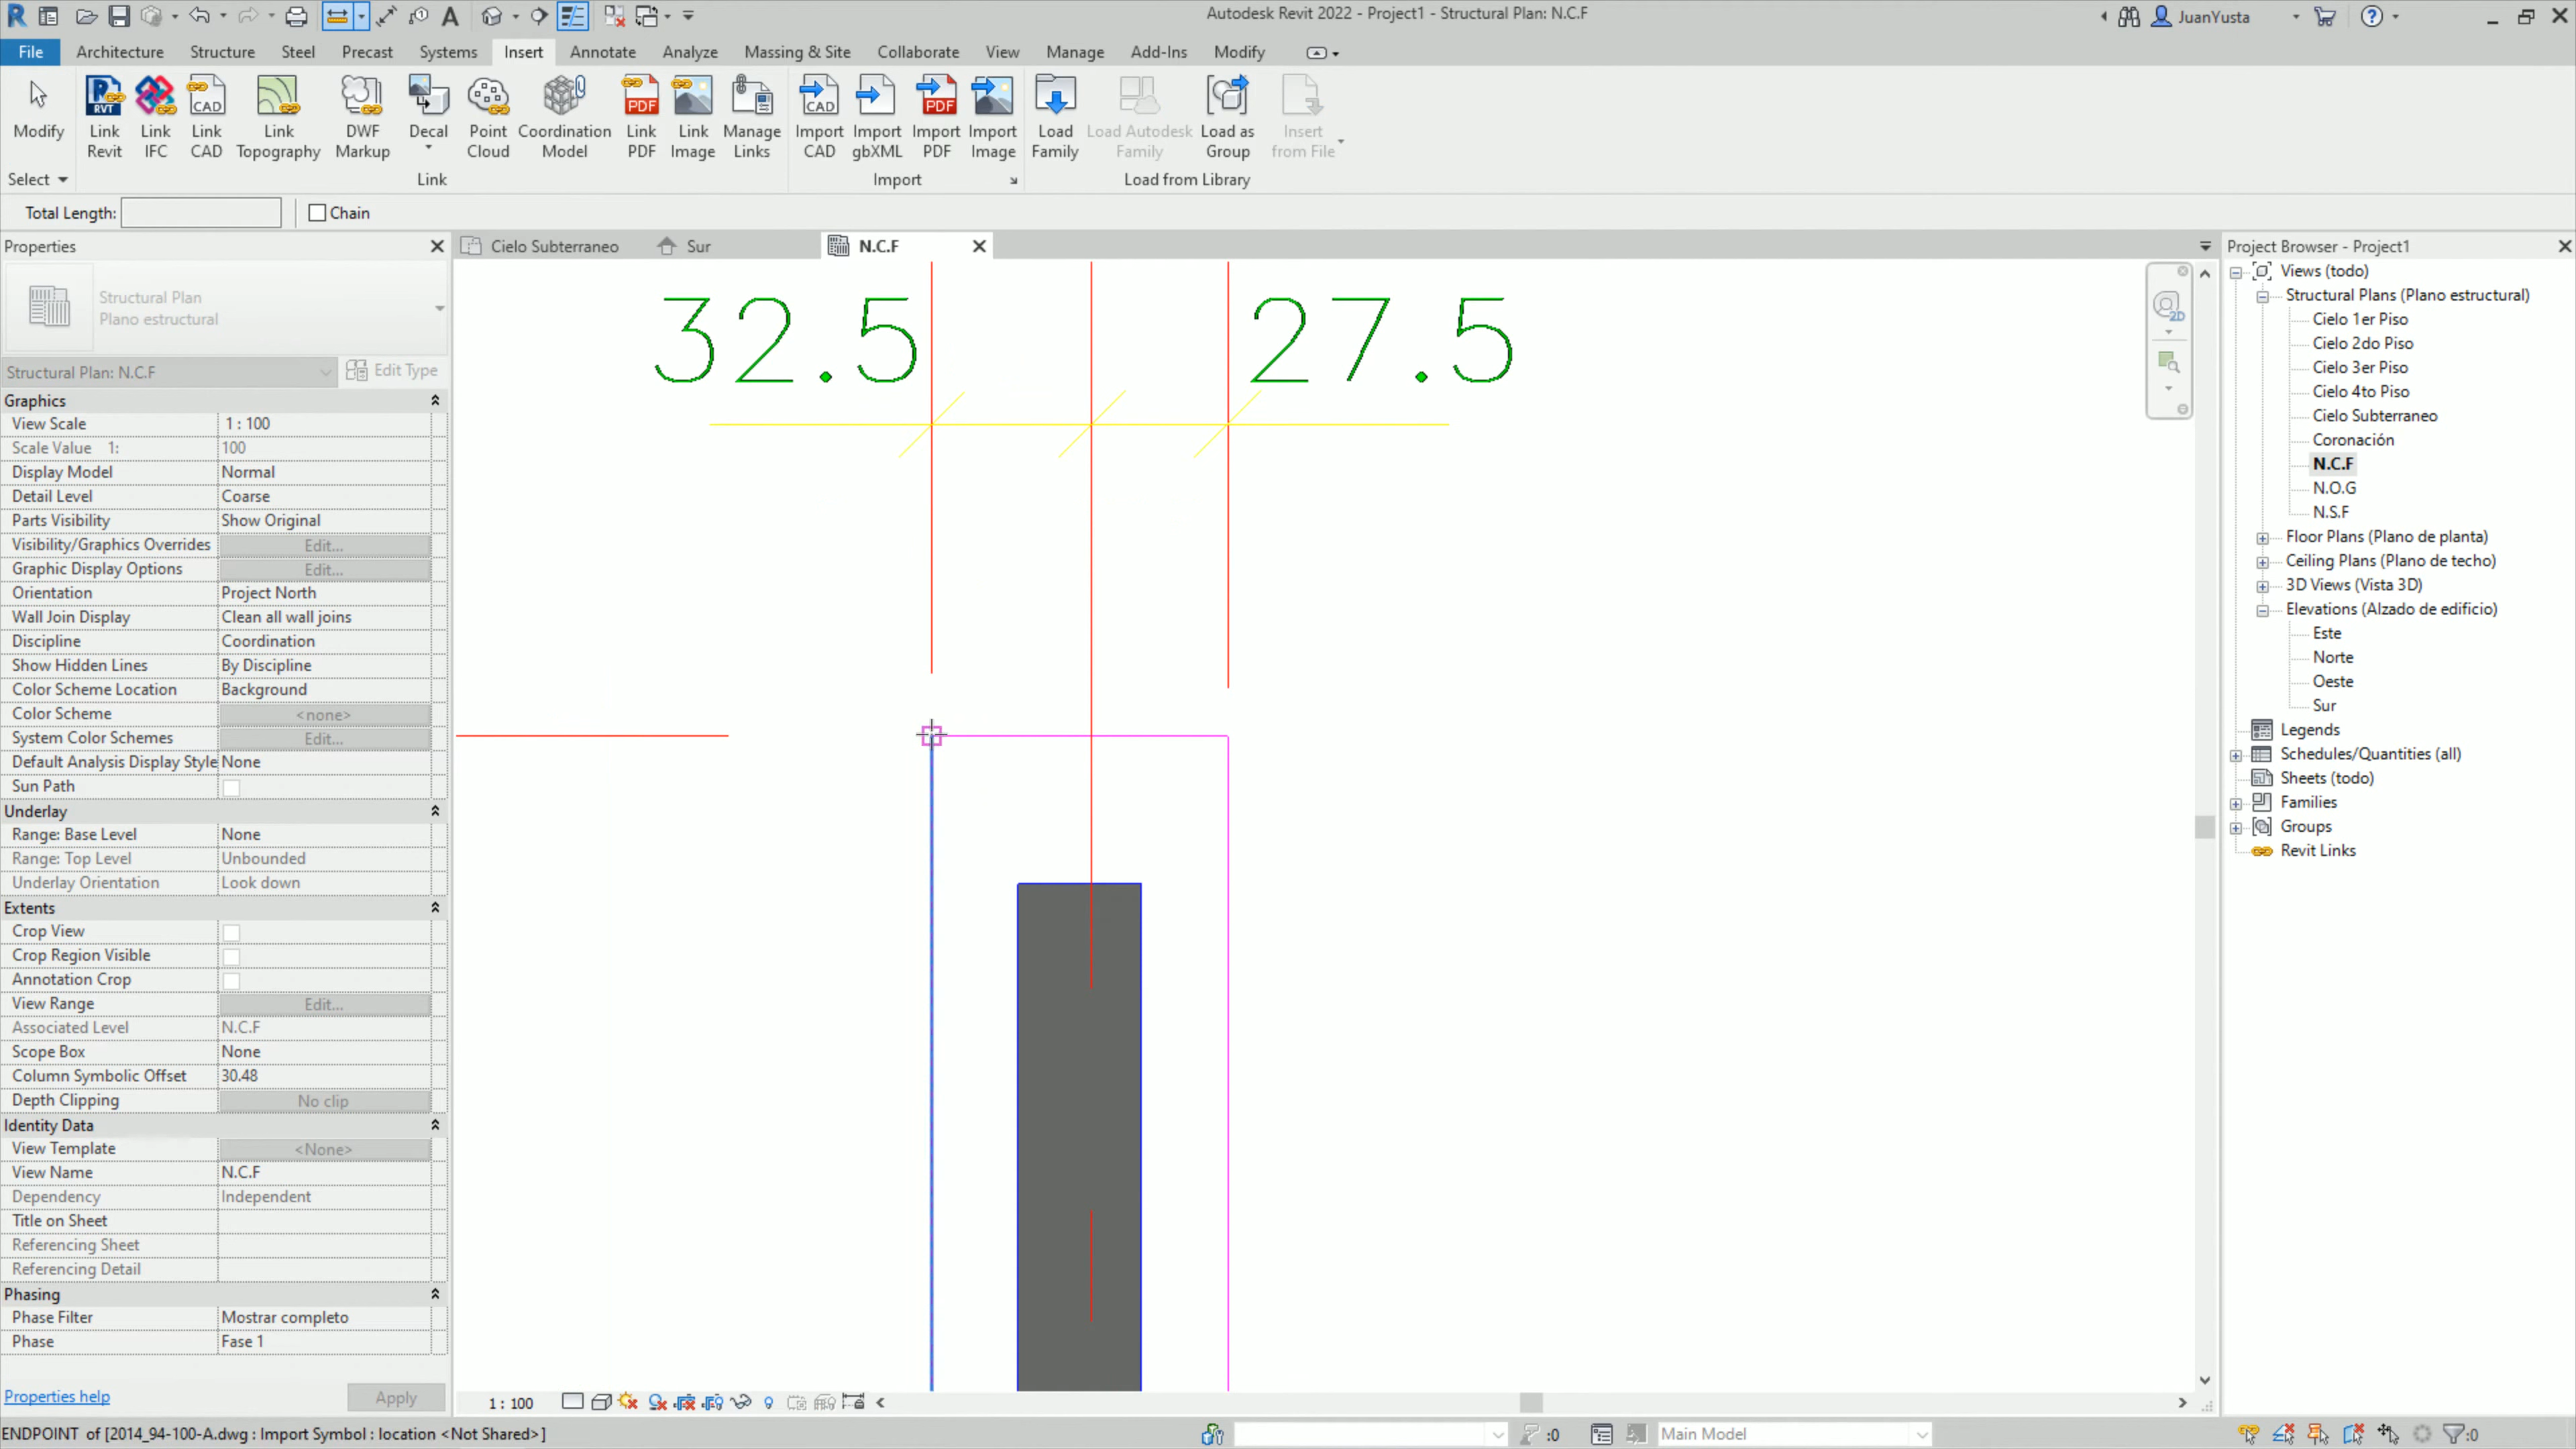 Autodesk Revit 2022 - Project1 - Structural Plan: N.C.F
JuanYusta
File Architecture Structure Steel Precast Systems Insert Annotate Analyze Massing & Site Collaborate View Manage Add-Ins Modify
Modify
Link Revit
Link IFC
Link CAD
Link Topography
DWF Markup
Decal
Point Cloud
Coordination Model
Link PDF
Link Image
Manage Links
Import CAD
Import gbXML
Import PDF
Import Image
Load Family
Load Autodesk Family
Load as Group
Insert from File
Select
Link
Import
Load from Library
Total Length:
Chain
Properties
Cielo Subterraneo
Sur
N.C.F
Project Browser - Project1
Structural Plan
Plano estructural
Structural Plan: N.C.F
Edit Type
Graphics
View Scale 1 : 100
Scale Value 1: 100
Display Model Normal
Detail Level Coarse
Parts Visibility Show Original
Visibility/Graphics Overrides Edit...
Graphic Display Options Edit...
Orientation Project North
Wall Join Display Clean all wall joins
Discipline Coordination
Show Hidden Lines By Discipline
Color Scheme Location Background
Color Scheme <none>
System Color Schemes Edit...
Default Analysis Display Style None
Sun Path
Underlay
Range: Base Level None
Range: Top Level Unbounded
Underlay Orientation Look down
Extents
Crop View
Crop Region Visible
Annotation Crop
View Range Edit...
Associated Level N.C.F
Scope Box None
Column Symbolic Offset 30.48
Depth Clipping No clip
Identity Data
View Template <None>
View Name N.C.F
Dependency Independent
Title on Sheet
Referencing Sheet
Referencing Detail
Phasing
Phase Filter Mostrar completo
Phase Fase 1
Properties help
Apply
32.5
27.5
2D
Views (todo)
Structural Plans (Plano estructural)
Cielo 1er Piso
Cielo 2do Piso
Cielo 3er Piso
Cielo 4to Piso
Cielo Subterraneo
Coronación
N.C.F
N.O.G
N.S.F
Floor Plans (Plano de planta)
Ceiling Plans (Plano de techo)
3D Views (Vista 3D)
Elevations (Alzado de edificio)
Este
Norte
Oeste
Sur
Legends
Schedules/Quantities (all)
Sheets (todo)
Families
Groups
Revit Links
1 : 100
ENDPOINT of [2014_94-100-A.dwg : Import Symbol : location <Not Shared>]
:0
Main Model
:0